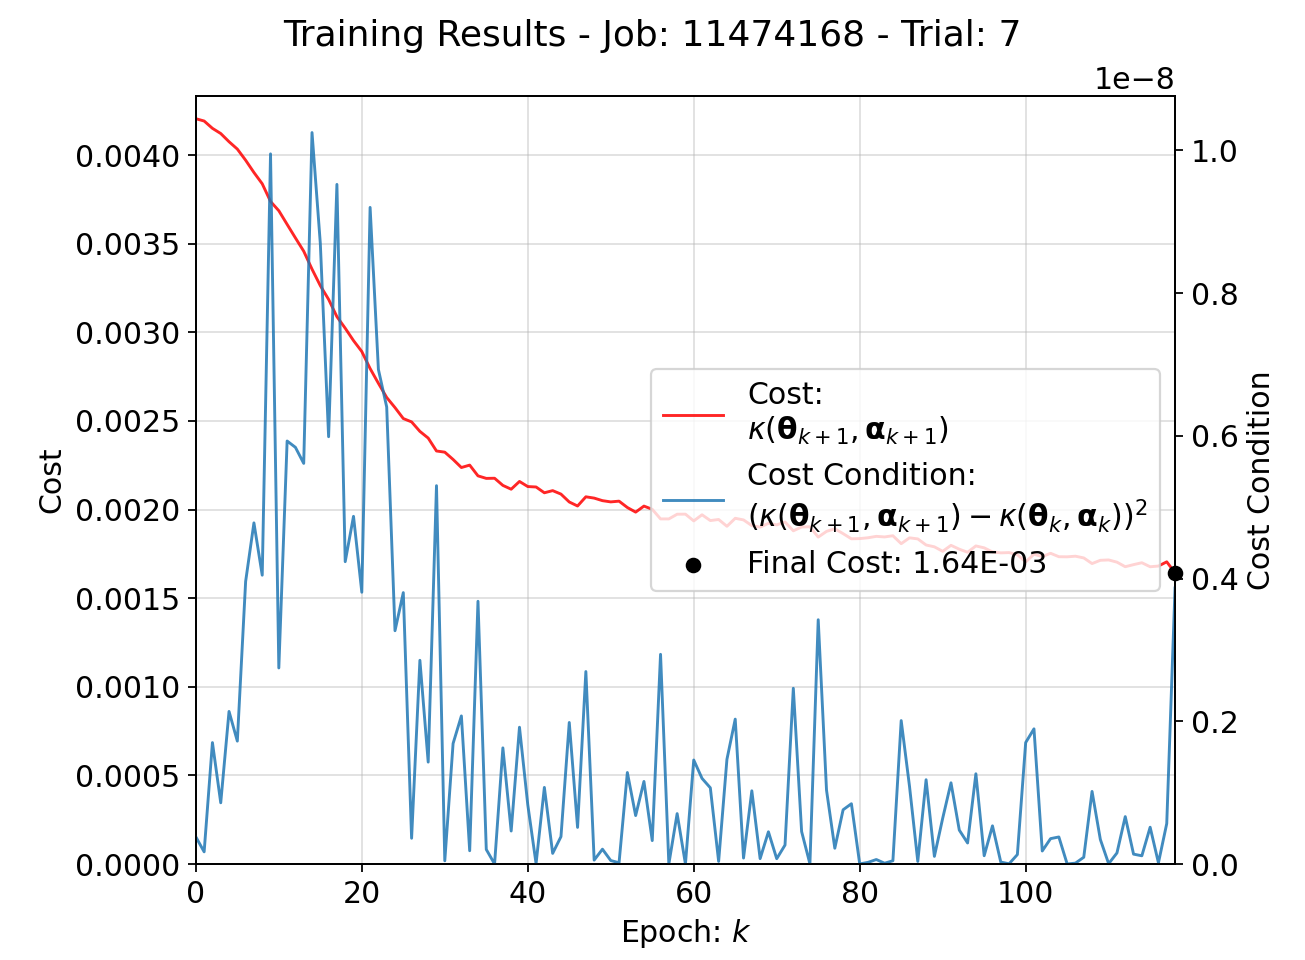 Training Results - Job: 11474168 - Trial: 7
1e−8
0.0040
0.0035
0.0030
0.0025
0.0020
0.0015
0.0010
0.0005
0.0000
Cost
1.0
0.8
0.6
0.4
0.2
0.0
Cost Condition
Cost:
κ(θ_{k+1}, α_{k+1})
Cost Condition:
(κ(θ_{k+1}, α_{k+1}) − κ(θ_k, α_k))^2
Final Cost: 1.64E-03
0 20 40 60 80 100
Epoch: k